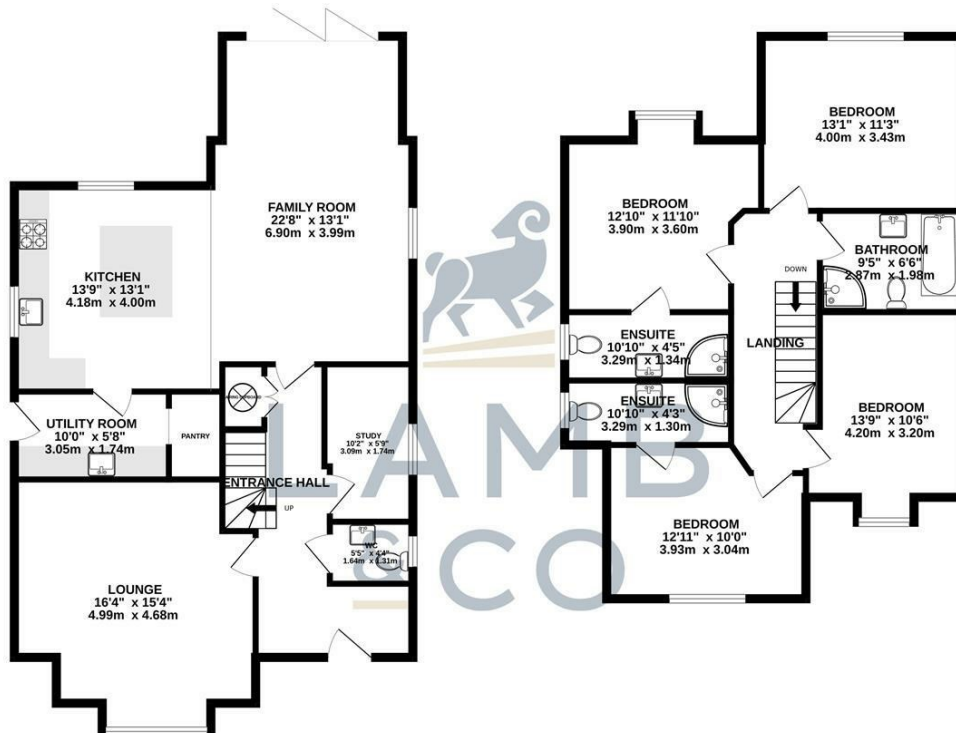 FAMILY ROOM
22'8" x 13'1"
6.90m x 3.99m
KITCHEN
13'9" x 13'1"
4.18m x 4.00m
UTILITY ROOM
10'0" x 5'8"
3.05m x 1.74m
PANTRY
STUDY
10'2" x 5'9"
3.09m x 1.74m
ENTRANCE HALL
UP
WC
5'5" x 4'4"
1.64m x 1.31m
LOUNGE
16'4" x 15'4"
4.99m x 4.68m
BEDROOM
13'1" x 11'3"
4.00m x 3.43m
BEDROOM
12'10" x 11'10"
3.90m x 3.60m
BATHROOM
9'5" x 6'6"
2.87m x 1.98m
DOWN
LANDING
ENSUITE
10'10" x 4'5"
3.29m x 1.34m
ENSUITE
10'10" x 4'3"
3.29m x 1.30m
BEDROOM
13'9" x 10'6"
4.20m x 3.20m
BEDROOM
12'11" x 10'0"
3.93m x 3.04m
LAMB
& CO